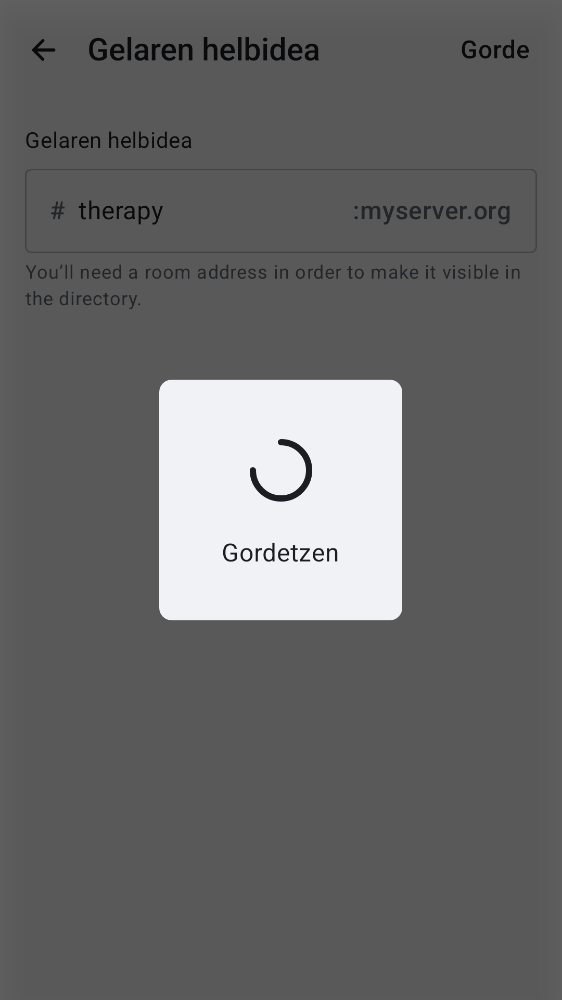 Gelaren helbidea
Gorde
Gelaren helbidea
# therapy :myserver.org
You'll need a room address in order to make it visible in
the directory.
Gordetzen